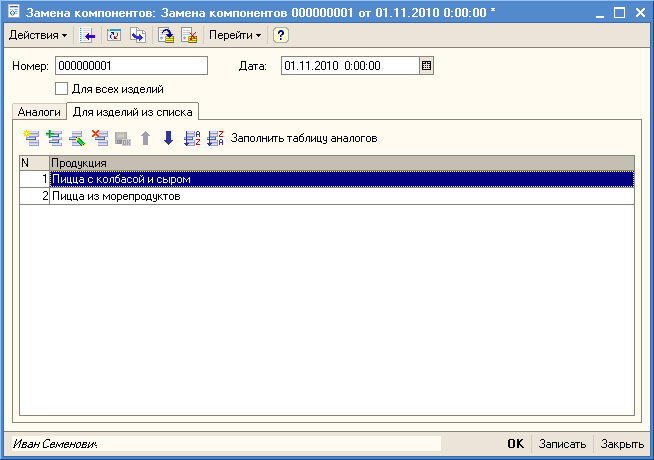 Замена компонентов: Замена компонентов 000000001 от 01.11.2010 0:00:00 *
Действия Перейти ?
Номер: 000000001 Дата: 01.11.2010 0:00:00
Для всех изделий
Аналоги Для изделий из списка
Заполнить таблицу аналогов
N Продукция
1 Пицца с колбасой и сыром
2 Пицца из морепродуктов
Иван Семенович OK Записать Закрыть